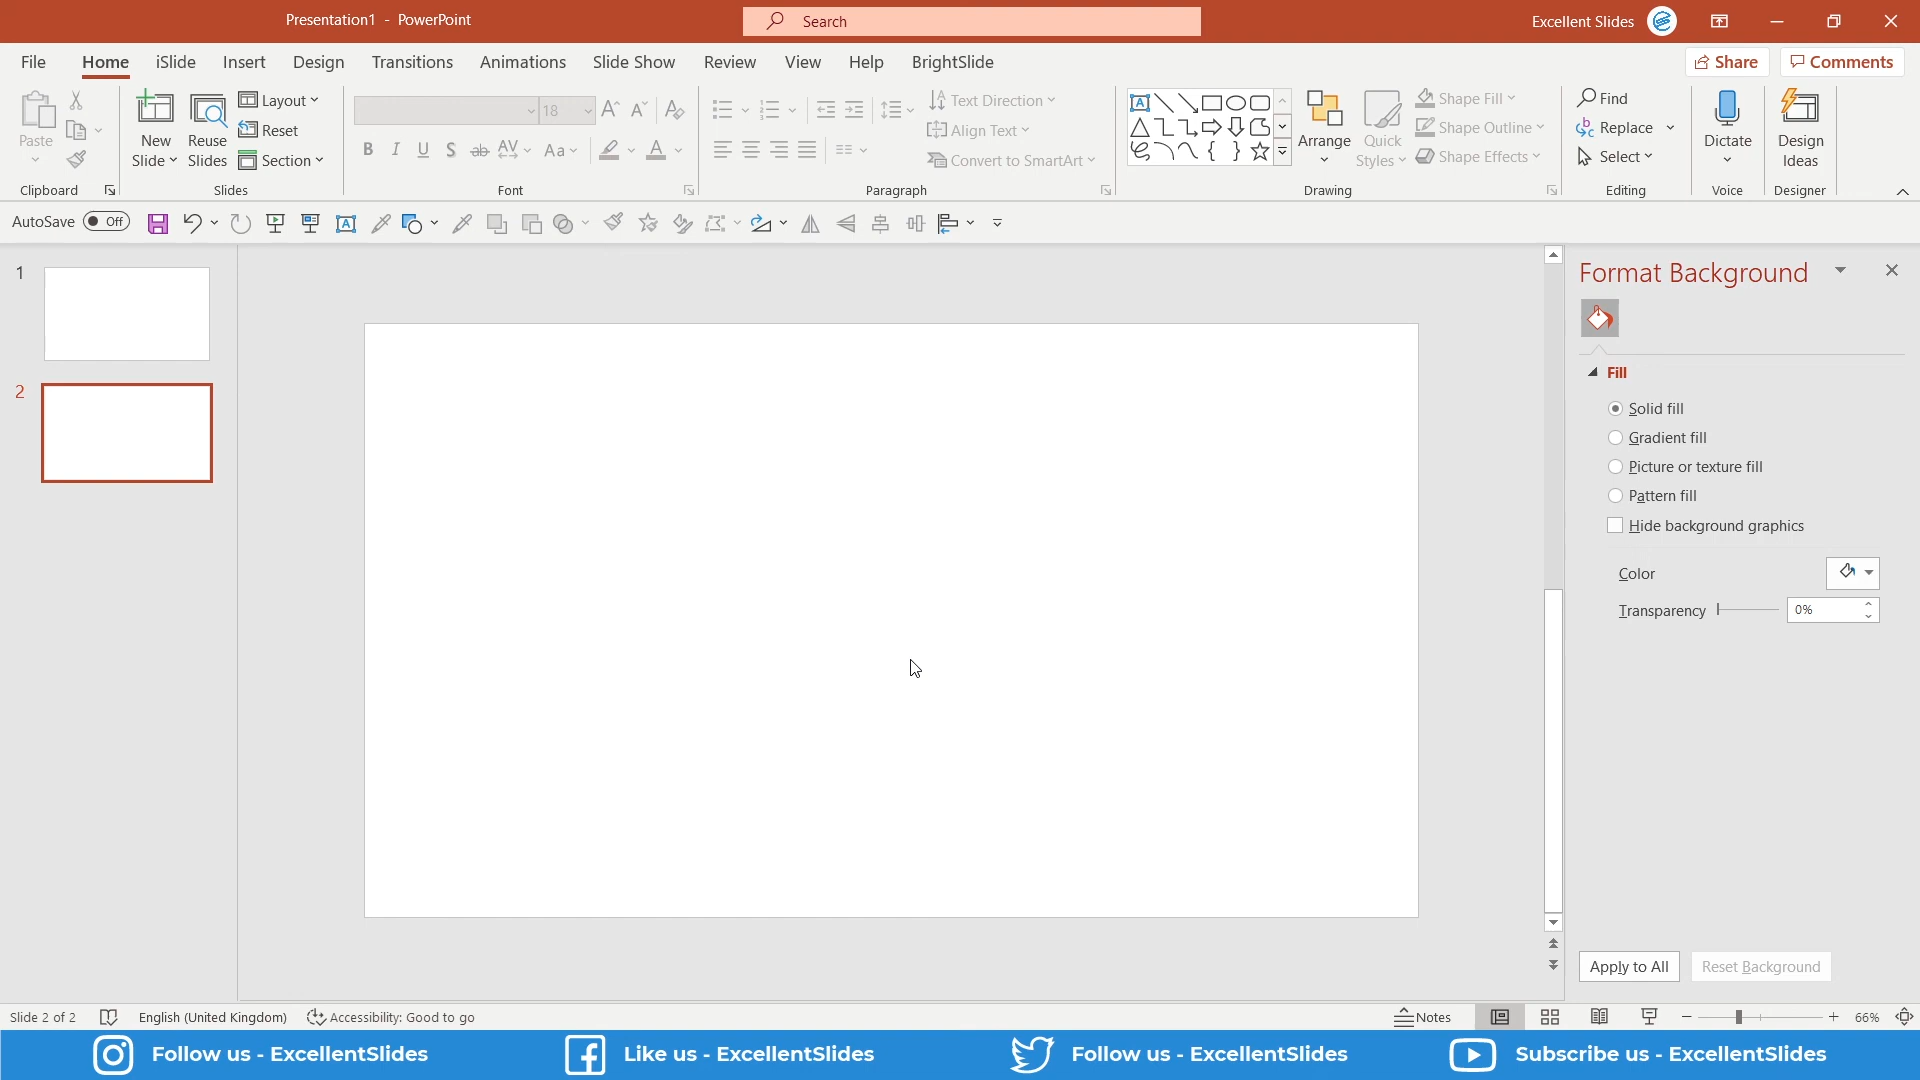 Presentation1 - PowerPoint
Search
Excellent Slides
File Home iSlide Insert Design Transitions Animations Slide Show Review View Help BrightSlide
Share Comments
Paste
New Slide
Reuse Slides
Layout
Reset
Section
18
B I U S ab AV Aa A
Text Direction
Align Text
Convert to SmartArt
A
Arrange
Quick Styles
Shape Fill
Shape Outline
Shape Effects
Find
Replace
Select
Dictate
Design Ideas
Clipboard Slides Font Paragraph Drawing Editing Voice Designer
AutoSave Off
1
2
Format Background
Fill
Solid fill
Gradient fill
Picture or texture fill
Pattern fill
Hide background graphics
Color
Transparency 0%
Apply to All Reset Background
Slide 2 of 2 English (United Kingdom) Accessibility: Good to go Notes 66%
Follow us - ExcellentSlides Like us - ExcellentSlides Follow us - ExcellentSlides Subscribe us - ExcellentSlides